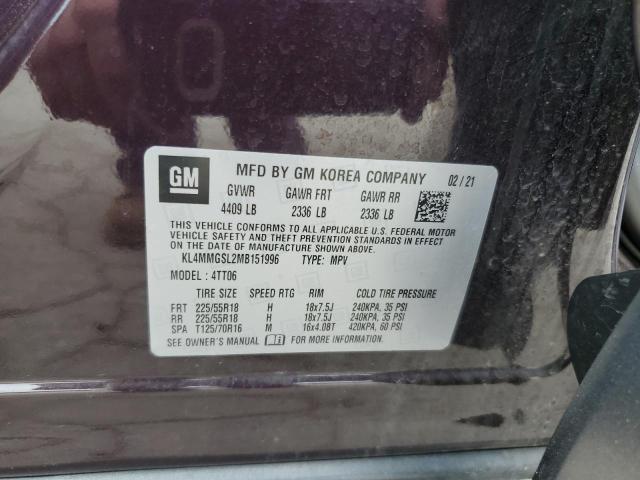 GM MFD BY GM KOREA COMPANY 02/21
GVWR GAWR FRT GAWR RR
4409 LB 2336 LB 2336 LB
THIS VEHICLE CONFORMS TO ALL APPLICABLE U.S. FEDERAL MOTOR
VEHICLE SAFETY, BUMPER, AND THEFT PREVENTION STANDARDS IN
EFFECT ON THE DATE OF MANUFACTURE SHOWN ABOVE.
KL4MMGSL2MB151996 TYPE: MPV
MODEL: 4TT06
TIRE SIZE SPEED RTG RIM COLD TIRE PRESSURE
FRT 225/55R18 H 18x7.5J 240KPA, 35 PSI
RR 225/55R18 H 18x7.5J 240KPA, 35 PSI
SPA T125/70R16 M 16x4.0BT 420KPA, 60 PSI
SEE OWNER'S MANUAL FOR MORE INFORMATION